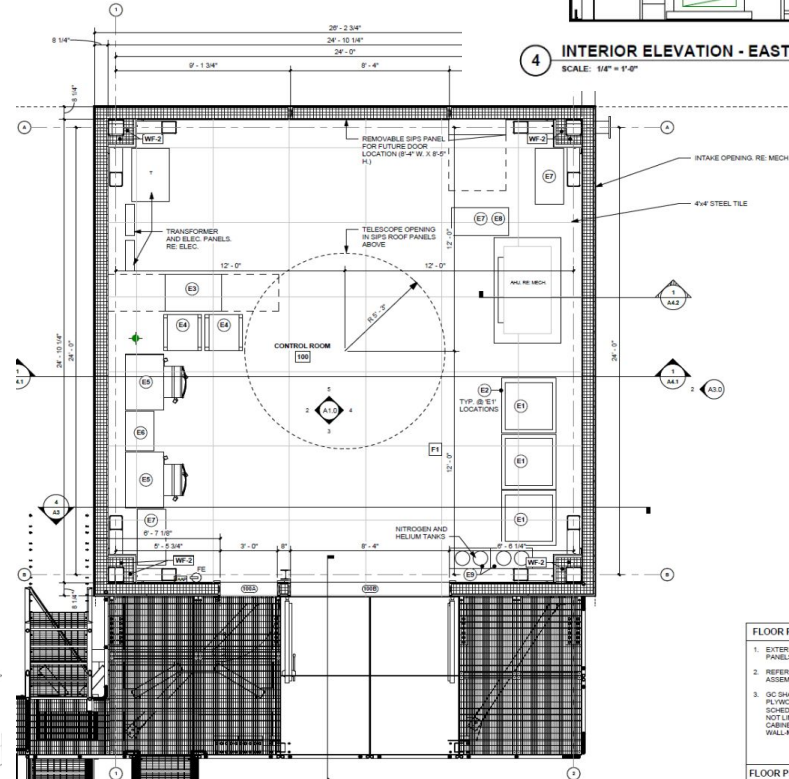 4 INTERIOR ELEVATION - EAST
SCALE: 1/4" = 1'-0"
1
26' - 2 3/4"
8 1/4"
24' - 10 1/4"
24' - 0"
9' - 1 3/4"
8' - 4"
8 1/4"
A
A
WF-2
WF-2
REMOVABLE SIPS PANEL
FOR FUTURE DOOR
LOCATION (8'-4" W. X 8'-5"
H.)
INTAKE OPENING. RE: MECH
T
E7
4'x4' STEEL TILE
TRANSFORMER
AND ELEC. PANELS.
RE: ELEC.
TELESCOPE OPENING
IN SIPS ROOF PANELS
ABOVE
E7
E8
12' - 0"
12' - 0"
12' - 0"
AHU, RE: MECH.
E3
R 5' - 3"
1
A4.2
E4
E4
CONTROL ROOM
100
24' - 10 1/4"
24' - 0"
24' - 0"
1
A4.1
1
A4.1
2
A3.0
E5
E2
TYP. @ 'E1'
LOCATIONS
E1
5
2
A1.0
4
3
E6
F1
E1
12' - 0"
E5
4
A3
E1
E7
6' - 7 1/8"
NITROGEN AND
HELIUM TANKS
5' - 5 3/4"
3' - 0"
8"
8' - 4"
6' - 6 1/4"
WF-2
WF-2
B
FE
E9
B
100A
100B
8 1/4"
FLOOR P
1. EXTER
PANELS
2. REFER
ASSEM
3. GC SHA
PLYWO
SCHED
NOT LI
CABINE
WALL-M
1
2
FLOOR P